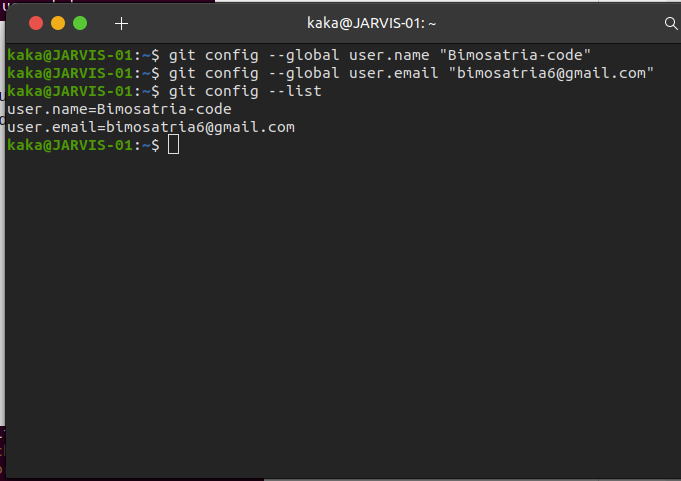 kaka@JARVIS-01: ~
kaka@JARVIS-01:~$ git config --global user.name "Bimosatria-code"
kaka@JARVIS-01:~$ git config --global user.email "bimosatria6@gmail.com"
kaka@JARVIS-01:~$ git config --list
user.name=Bimosatria-code
user.email=bimosatria6@gmail.com
kaka@JARVIS-01:~$